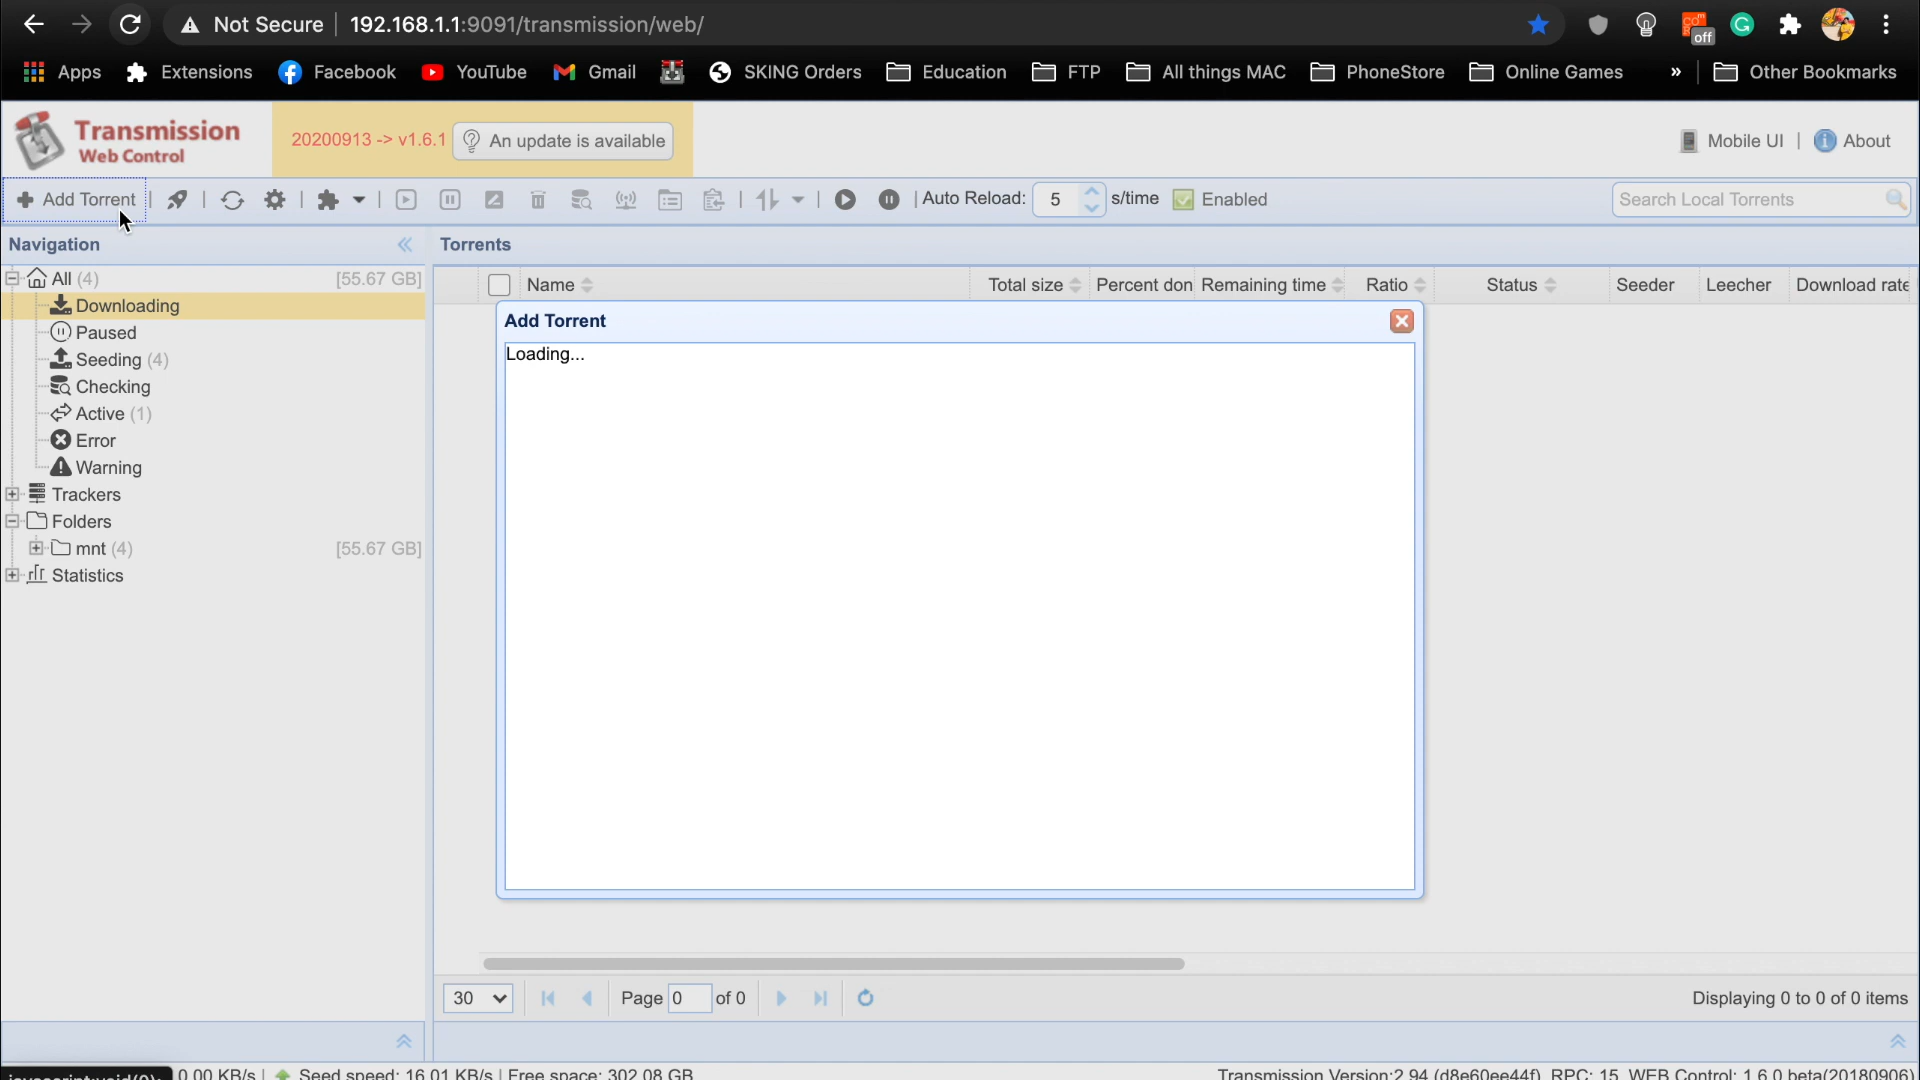 Not Secure 192.168.1.1:9091/transmission/web/
off
Apps Extensions Facebook YouTube Gmail SKING Orders Education FTP All things MAC PhoneStore Online Games » Other Bookmarks
Transmission
Web Control
20200913 -> v1.6.1 An update is available
Mobile UI | About
Add Torrent Auto Reload: 5 s/time Enabled Search Local Torrents
Navigation
Torrents
All (4) [55.67 GB]
Downloading
Paused
Seeding (4)
Checking
Active (1)
Error
Warning
Trackers
Folders
mnt (4) [55.67 GB]
Statistics
Name Total size Percent don Remaining time Ratio Status Seeder Leecher Download rate
Add Torrent
Loading...
30 Page 0 of 0 Displaying 0 to 0 of 0 items
javascript:void(0); 0.00 KB/s | Seed speed: 16.01 KB/s | Free space: 302.08 GB
Transmission Version:2.94 (d8e60ee44f), RPC: 15, WEB Control: 1.6.0 beta(20180906)